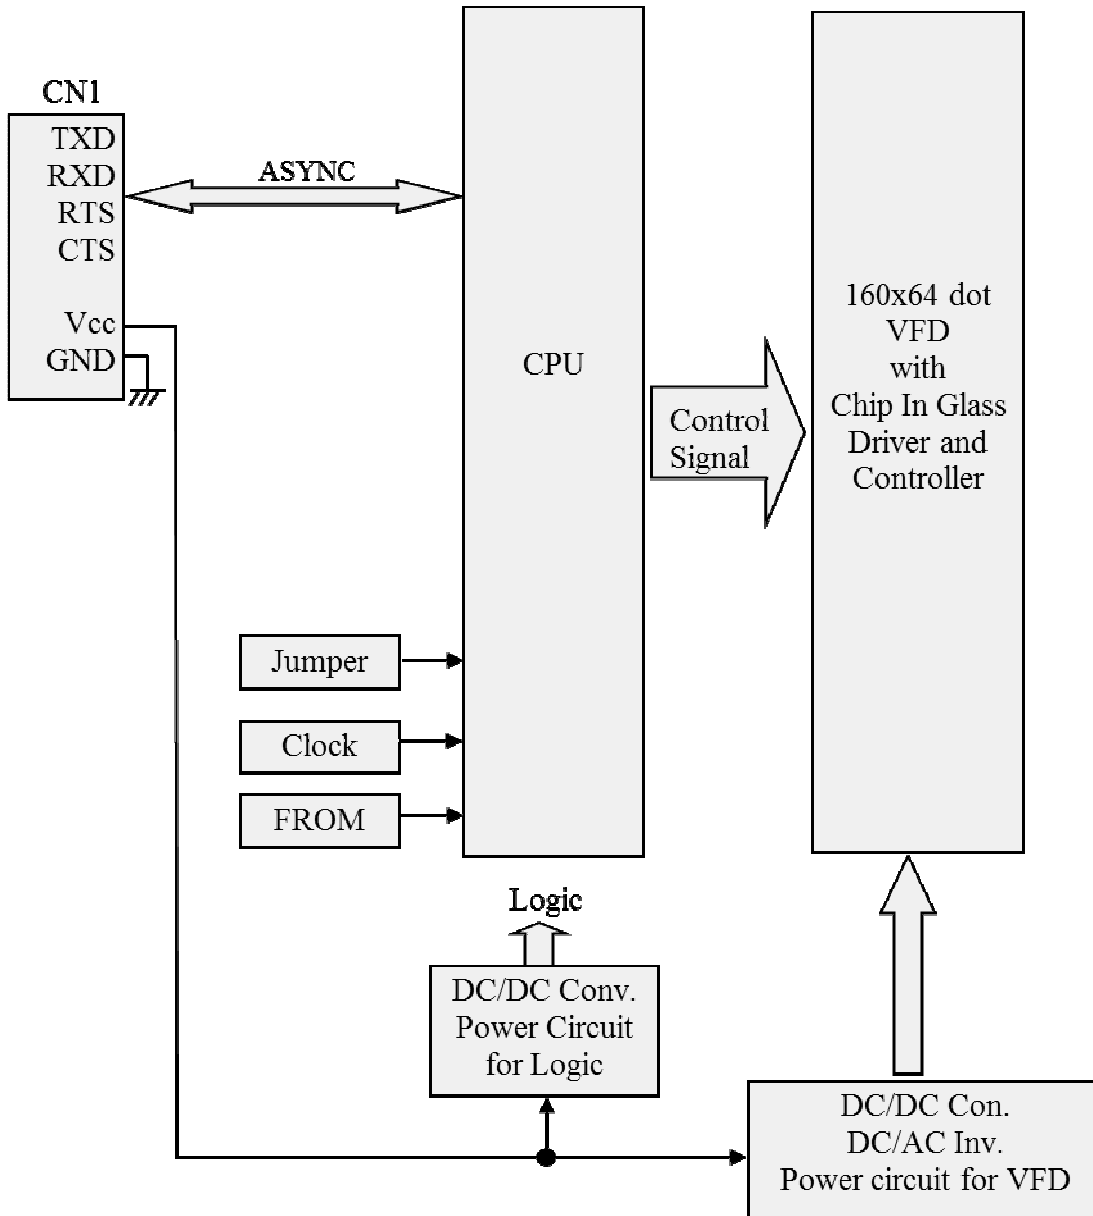 CN1
TXD
RXD
RTS
CTS
Vcc
GND
ASYNC
CPU
Control
Signal
160x64 dot
VFD
with
Chip In Glass
Driver and
Controller
Jumper
Clock
FROM
Logic
DC/DC Conv.
Power Circuit
for Logic
DC/DC Con.
DC/AC Inv.
Power circuit for VFD